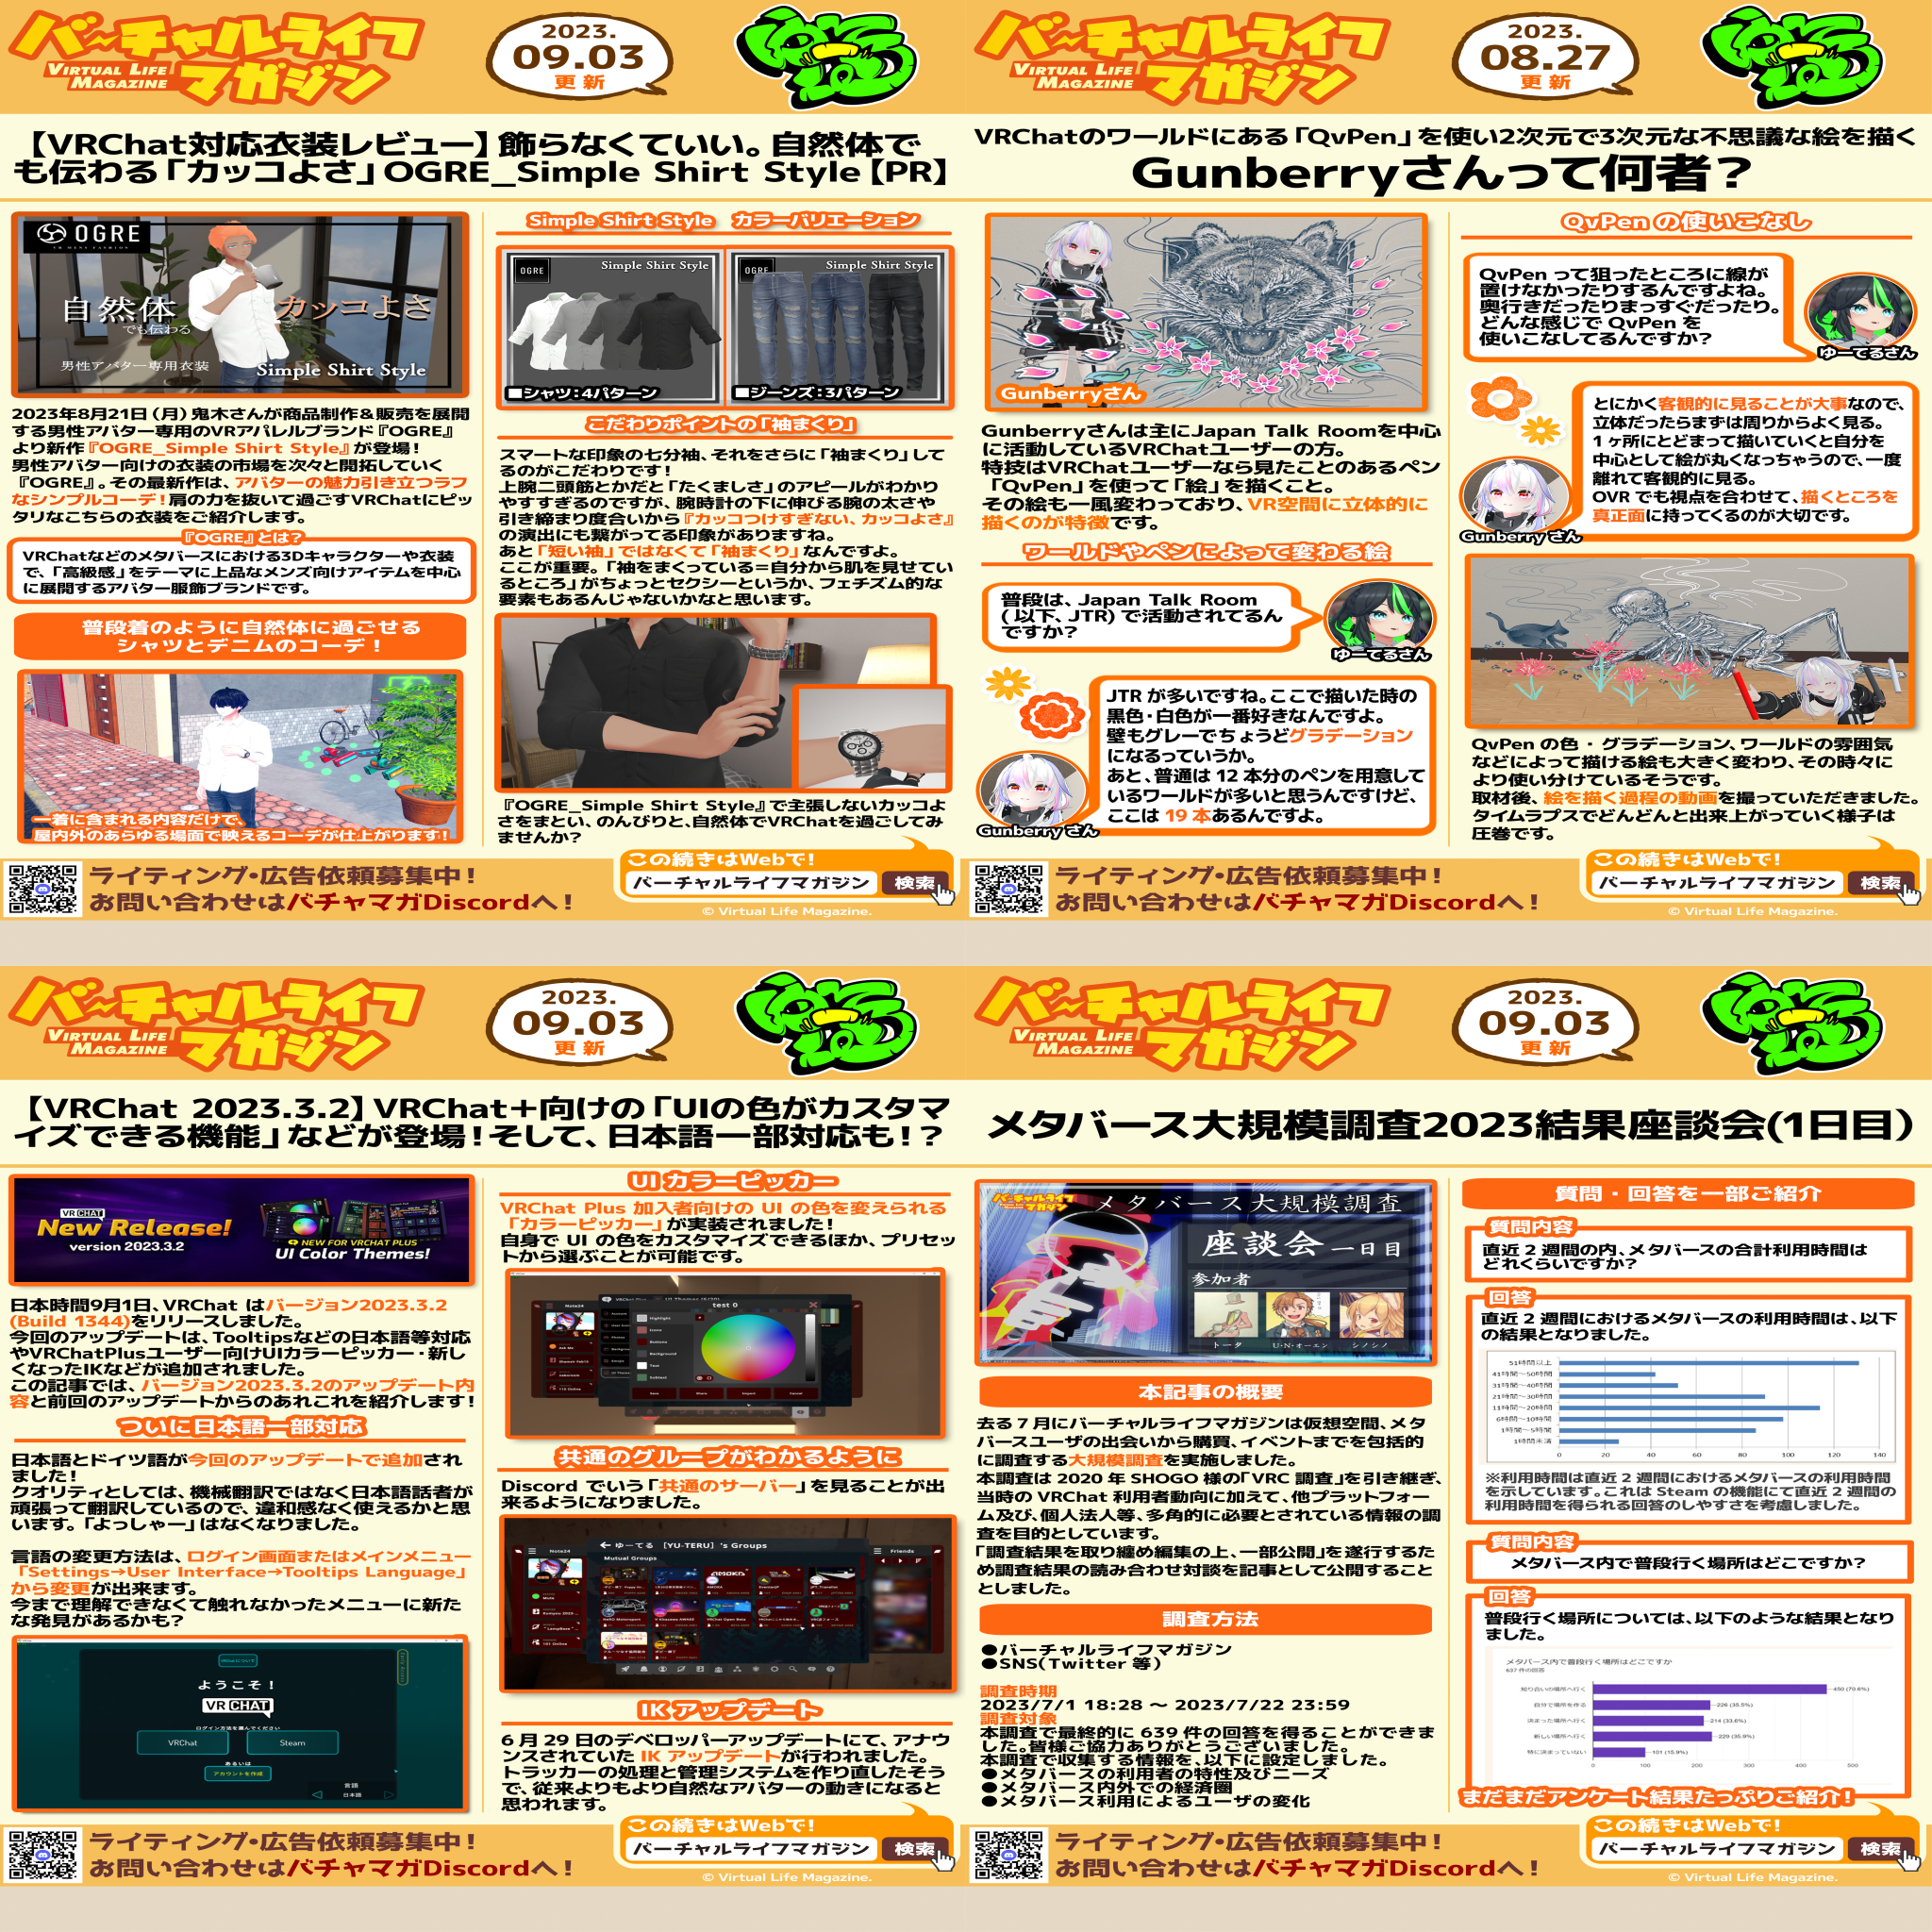 バーチャルライフ
マガジン
VIRTUAL LIFE
MAGAZINE
2023.
09.03
更新
【VRChat対応衣装レビュー】飾らなくていい。自然体で
も伝わる「カッコよさ」OGRE_Simple Shirt Style【PR】
OGRE
自然体
でも伝わる
カッコよさ
男性アバター専用衣装
Simple Shirt Style
2023年8月21日（月）鬼木さんが商品制作＆販売を展開
する男性アバター専用のVRアパレルブランド『OGRE』
より新作『OGRE_Simple Shirt Style』が登場！
男性アバター向けの衣装の市場を次々と開拓していく
『OGRE』。その最新作は、アバターの魅力引き立つラフ
なシンプルコーデ！肩の力を抜いて過ごすVRChatにピッ
タリなこちらの衣装をご紹介します。
『OGRE』とは？
VRChatなどのメタバースにおける3Dキャラクターや衣装
で、「高級感」をテーマに上品なメンズ向けアイテムを中心
に展開するアバター服飾ブランドです。
普段着のように自然体に過ごせる
シャツとデニムのコーデ！
一着に含まれる内容だけで、
屋内外のあらゆる場面で映えるコーデが仕上がります！
Simple Shirt Style カラーバリエーション
OGRE
Simple Shirt Style
■シャツ：4パターン
OGRE
Simple Shirt Style
■ジーンズ：3パターン
こだわりポイントの「袖まくり」
スマートな印象の七分袖、それをさらに「袖まくり」して
るのがこだわりです！
上腕二頭筋とかだと「たくましさ」のアピールがわかり
やすすぎるのですが、腕時計の下に伸びる腕の太さや
引き締まり度合いから『カッコつけすぎない、カッコよさ』
の演出にも繋がってる印象がありますね。
あと「短い袖」ではなくて「袖まくり」なんですよ。
ここが重要。「袖をまくっている＝自分から肌を見せてい
るところ」がちょっとセクシーというか、フェチズム的な
要素もあるんじゃないかなと思います。
『OGRE_Simple Shirt Style』で主張しないカッコよ
さをまとい、のんびりと、自然体でVRChatを過ごしてみ
ませんか？
ライティング・広告依頼募集中！
お問い合わせはバチャマガDiscordへ！
この続きはWebで！
バーチャルライフマガジン 検索
© Virtual Life Magazine.
バーチャルライフ
マガジン
VIRTUAL LIFE
MAGAZINE
2023.
08.27
更新
VRChatのワールドにある「QvPen」を使い2次元で3次元な不思議な絵を描く
Gunberryさんって何者？
Gunberryさん
Gunberryさんは主にJapan Talk Roomを中心
に活動しているVRChatユーザーの方。
特技はVRChatユーザーなら見たことのあるペン
「QvPen」を使って「絵」を描くこと。
その絵も一風変わっており、VR空間に立体的に
描くのが特徴です。
ワールドやペンによって変わる絵
普段は、Japan Talk Room
(以下、JTR) で活動されてるん
ですか？
ゆーてるさん
JTR が多いですね。ここで描いた時の
黒色・白色が一番好きなんですよ。
壁もグレーでちょうどグラデーション
になるっていうか。
あと、普通は 12 本分のペンを用意して
いるワールドが多いと思うんですけど、
ここは 19 本あるんですよ。
Gunberryさん
QvPen の使いこなし
QvPen って狙ったところに線が
置けなかったりするんですよね。
奥行きだったりまっすぐだったり。
どんな感じで QvPen を
使いこなしてるんですか？
ゆーてるさん
とにかく客観的に見ることが大事なので、
立体だったらまずは周りからよく見る。
1 ヶ所にとどまって描いていくと自分を
中心として絵が丸くなっちゃうので、一度
離れて客観的に見る。
OVR でも視点を合わせて、描くところを
真正面に持ってくるのが大切です。
Gunberryさん
QvPen の色・グラデーション、ワールドの雰囲気
などによって描ける絵も大きく変わり、その時々に
より使い分けているそうです。
取材後、絵を描く過程の動画を撮っていただきました。
タイムラプスでどんどんと出来上がっていく様子は
圧巻です。
ライティング・広告依頼募集中！
お問い合わせはバチャマガDiscordへ！
この続きはWebで！
バーチャルライフマガジン 検索
© Virtual Life Magazine.
バーチャルライフ
マガジン
VIRTUAL LIFE
MAGAZINE
2023.
09.03
更新
【VRChat 2023.3.2】VRChat＋向けの「UIの色がカスタマ
イズできる機能」などが登場！そして、日本語一部対応も！？
VRCHAT
New Release!
version 2023.3.2
NEW FOR VRCHAT PLUS
UI Color Themes!
日本時間9月1日、VRChat はバージョン2023.3.2
(Build 1344)をリリースしました。
今回のアップデートは、Tooltipsなどの日本語等対応
やVRChatPlusユーザー向けUIカラーピッカー・新し
くなったIKなどが追加されました。
この記事では、バージョン2023.3.2のアップデート内
容と前回のアップデートからのあれこれを紹介します！
ついに日本語一部対応
日本語とドイツ語が今回のアップデートで追加され
ました！
クオリティとしては、機械翻訳ではなく日本語話者が
頑張って翻訳しているので、違和感なく使えるかと思
います。「よっしゃー」はなくなりました。
言語の変更方法は、ログイン画面またはメインメニュー
「Settings→User Interface→Tooltips Language」
から変更が出来ます。
今まで理解できなくて触れなかったメニューに新た
な発見があるかも？
ようこそ！
VRCHAT
ログイン方法を選んでください
VRChat
Steam
あるいは
アカウントを作成
言語
日本語
UI カラーピッカー
VRChat Plus 加入者向けの UI の色を変えられる
「カラーピッカー」が実装されました！
自身で UI の色をカスタマイズできるほか、プリセッ
トから選ぶことが可能です。
Note24
test 0
Highlight
Icons
Buttons
Background
Text
Subtext
共通のグループがわかるように
Discord でいう「共通のサーバー」を見ることが出
来るようになりました。
Note24
ゆーてる [YU-TERU] 's Groups
Mutual Groups
Friends
IK アップデート
6 月 29 日のデベロッパーアップデートにて、アナウ
ンスされていた IK アップデートが行われました。
トラッカーの処理と管理システムを作り直したそう
で、従来よりもより自然なアバターの動きになると
思われます。
ライティング・広告依頼募集中！
お問い合わせはバチャマガDiscordへ！
この続きはWebで！
バーチャルライフマガジン 検索
© Virtual Life Magazine.
バーチャルライフ
マガジン
VIRTUAL LIFE
MAGAZINE
2023.
09.03
更新
メタバース大規模調査2023結果座談会(1日目)
バーチャルライフ
マガジン
メタバース大規模調査
座談会 一日目
参加者
トーダ
U・N・オーエン
シノシノ
本記事の概要
去る 7 月にバーチャルライフマガジンは仮想空間、メタ
バースユーザの出会いから購買、イベントまでを包括的
に調査する大規模調査を実施しました。
本調査は 2020 年 SHOGO 様の「VRC 調査」を引き継ぎ、
当時の VRChat 利用者動向に加えて、他プラットフォー
ム及び、個人法人等、多角的に必要とされている情報の調
査を目的としています。
「調査結果を取り纏め編集の上、一部公開」を遂行するた
め調査結果の読み合わせ対談を記事として公開すること
としました。
調査方法
●バーチャルライフマガジン
●SNS(Twitter 等)
調査時期
2023/7/1 18:28 ～ 2023/7/22 23:59
調査対象
本調査で最終的に 639 件の回答を得ることができま
した。皆様ご協力ありがとうございました。
本調査で収集する情報を、以下に設定しました。
●メタバースの利用者の特性及びニーズ
●メタバース内外での経済圏
●メタバース利用によるユーザの変化
質問・回答を一部ご紹介
質問内容
直近 2 週間の内、メタバースの合計利用時間は
どれくらいですか？
回答
直近 2 週間におけるメタバースの利用時間は、以下
の結果となりました。
51時間以上
41時間～50時間
31時間～40時間
21時間～30時間
11時間～20時間
6時間～10時間
1時間～5時間
1時間未満
0 20 40 60 80 100 120 140
※利用時間は直近 2 週間におけるメタバースの利用時間
を示しています。これは Steam の機能にて直近 2 週間の
利用時間を得られる回答のしやすさを考慮しました。
質問内容
メタバース内で普段行く場所はどこですか？
回答
普段行く場所については、以下のような結果となり
ました。
メタバース内で普段行く場所はどこですか
637 件の回答
知り合いの場所へ行く 450 (70.6%)
自分で場所を作る 226 (35.5%)
決まった場所へ行く 214 (33.6%)
新しい場所へ行く 229 (35.9%)
特に決まっていない 101 (15.9%)
0 100 200 300 400 500
まだまだアンケート結果たっぷりご紹介！
ライティング・広告依頼募集中！
お問い合わせはバチャマガDiscordへ！
この続きはWebで！
バーチャルライフマガジン 検索
© Virtual Life Magazine.